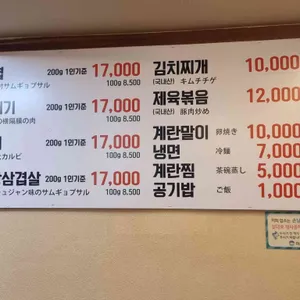 200g 1인기준 17,000
サムギョプサル 100g 8,500
200g 1인기준 17,000
横隔膜の肉 100g 8,500
200g 1인기준 17,000
カルビ 100g 8,500
삼겹살 200g 1인기준 17,000
ジャン味のサムギョプサル 100g 8,500
김치찌개 10,000
(국내산) キムチチゲ
제육볶음 12,000
(국내산) 豚肉炒め
계란말이 卵焼き 10,000
냉면 冷麺 7,000
계란찜 茶碗蒸し 5,000
공기밥 ご飯 1,000